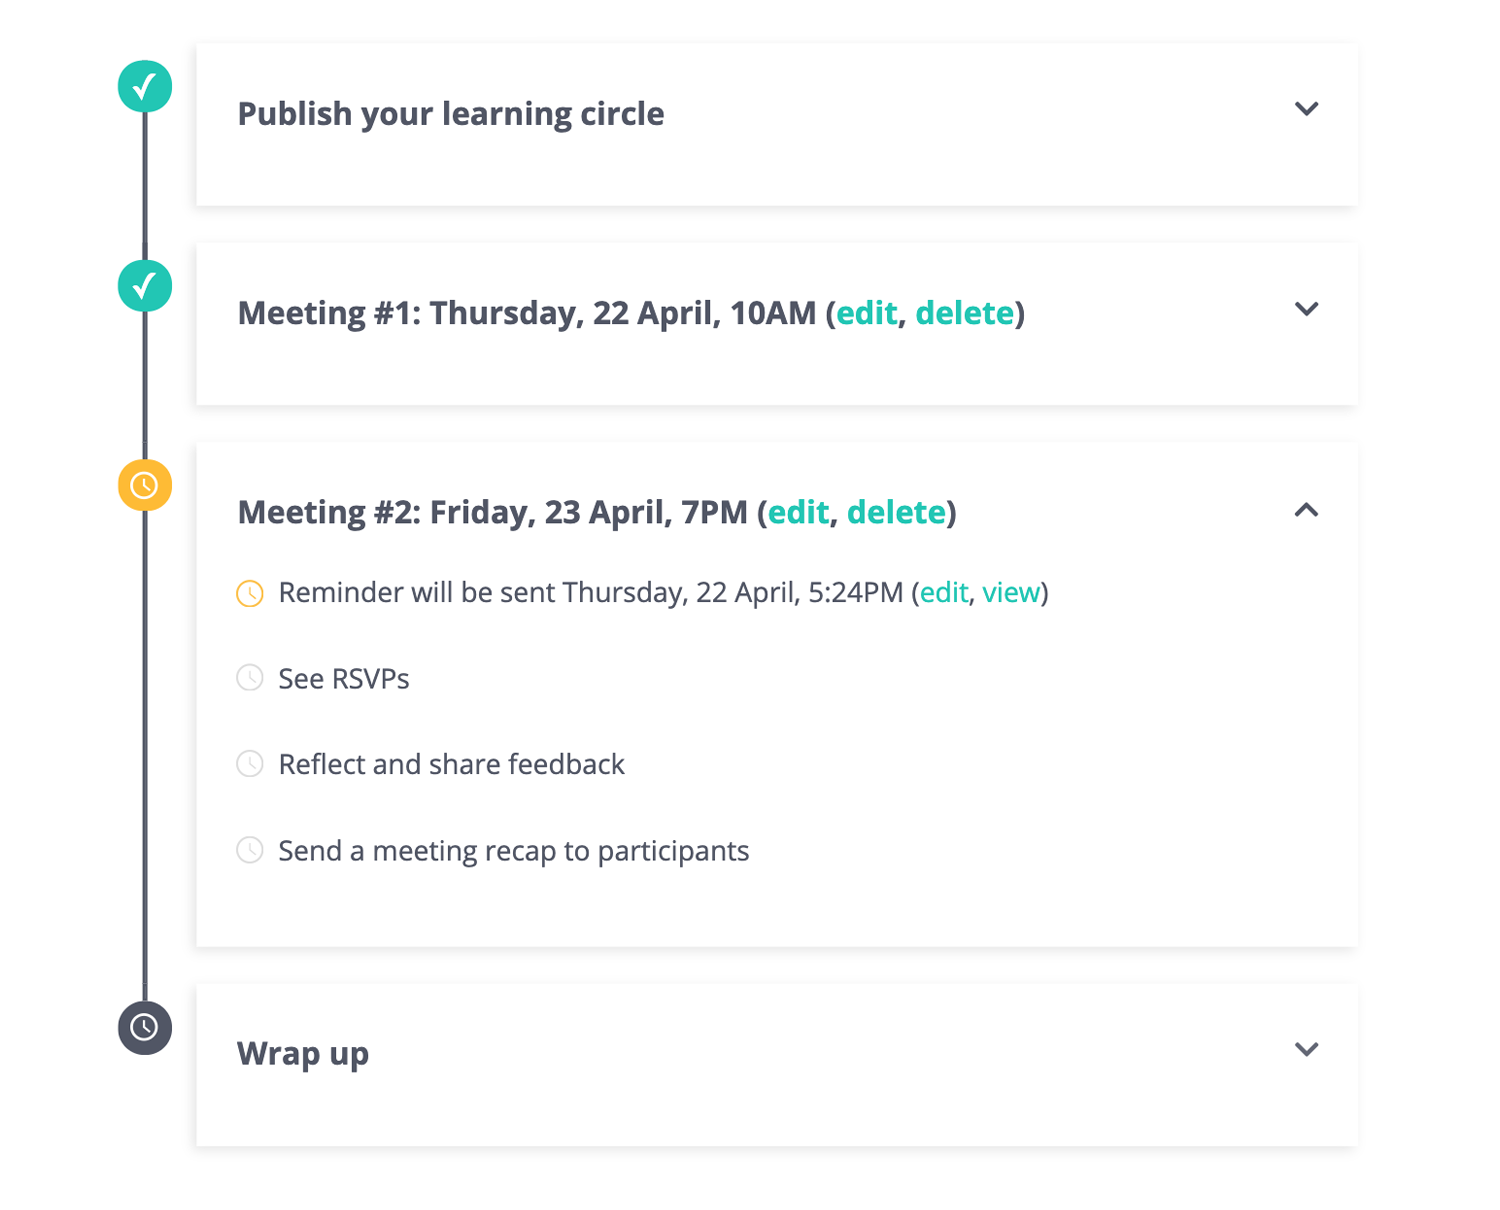 Publish your learning circle
Meeting #1: Thursday, 22 April, 10AM (edit, delete)
Meeting #2: Friday, 23 April, 7PM (edit, delete)
Reminder will be sent Thursday, 22 April, 5:24PM (edit, view)
See RSVPs
Reflect and share feedback
Send a meeting recap to participants
Wrap up